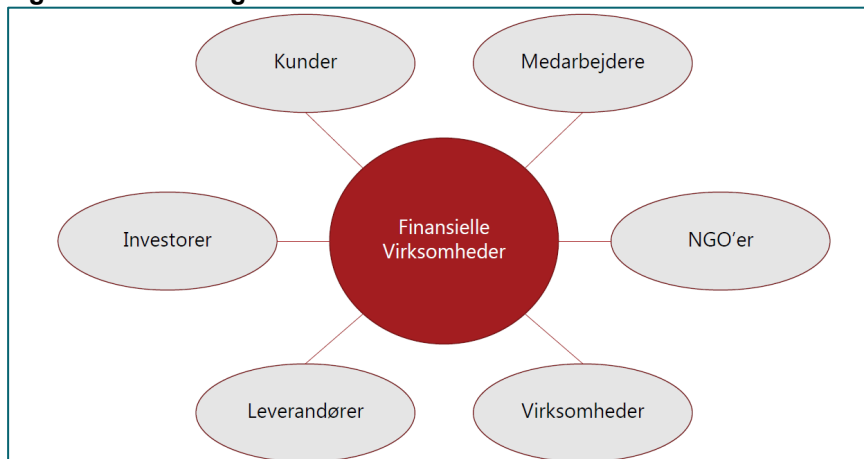 Kunder
Medarbejdere
Finansielle
Virksomheder
Investorer
NGO'er
Leverandører
Virksomheder